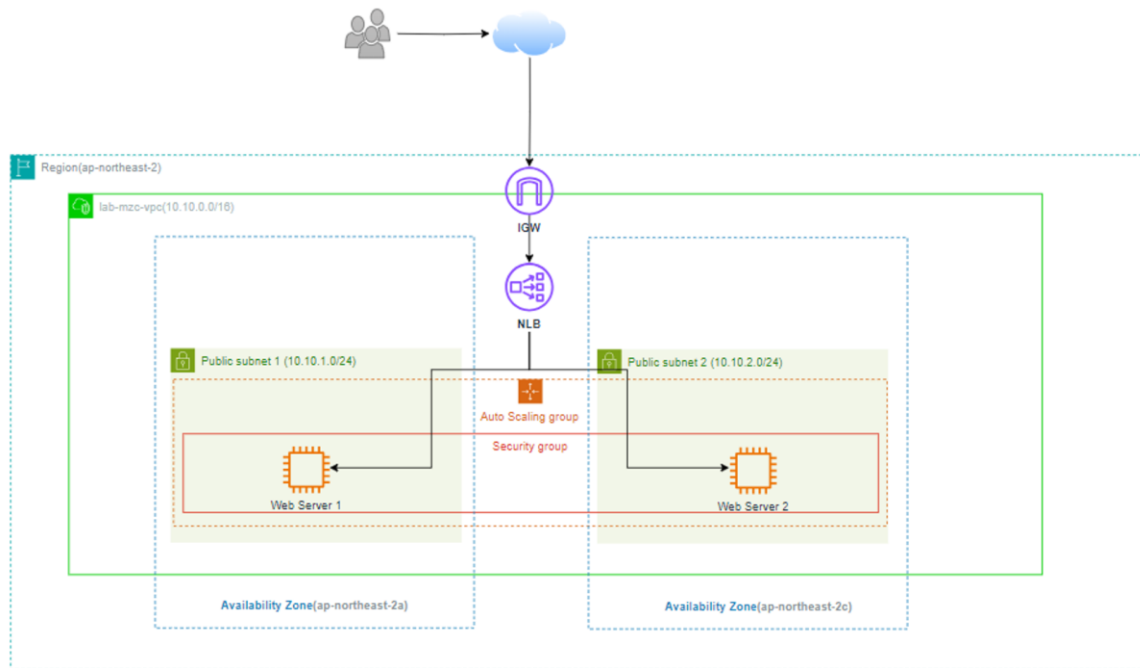 Region(ap-northeast-2)
lab-mzc-vpc(10.10.0.0/16)
IGW
NLB
Public subnet 1 (10.10.1.0/24)
Public subnet 2 (10.10.2.0/24)
Auto Scaling group
Security group
Web Server 1
Web Server 2
Availability Zone(ap-northeast-2a)
Availability Zone(ap-northeast-2c)